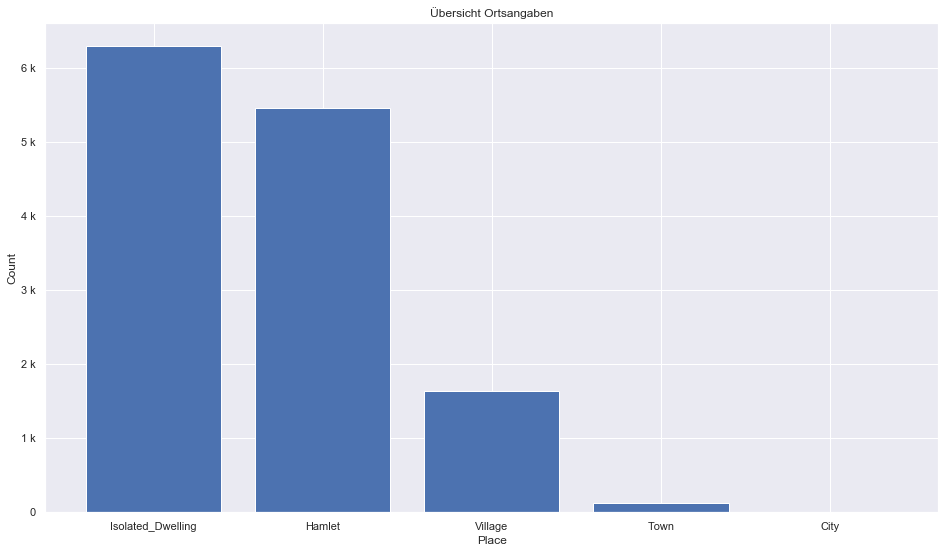 Übersicht Ortsangaben
6 k
5 k
4 k
3 k
2 k
1 k
0
Count
Isolated_Dwelling Hamlet Village Town City
Place